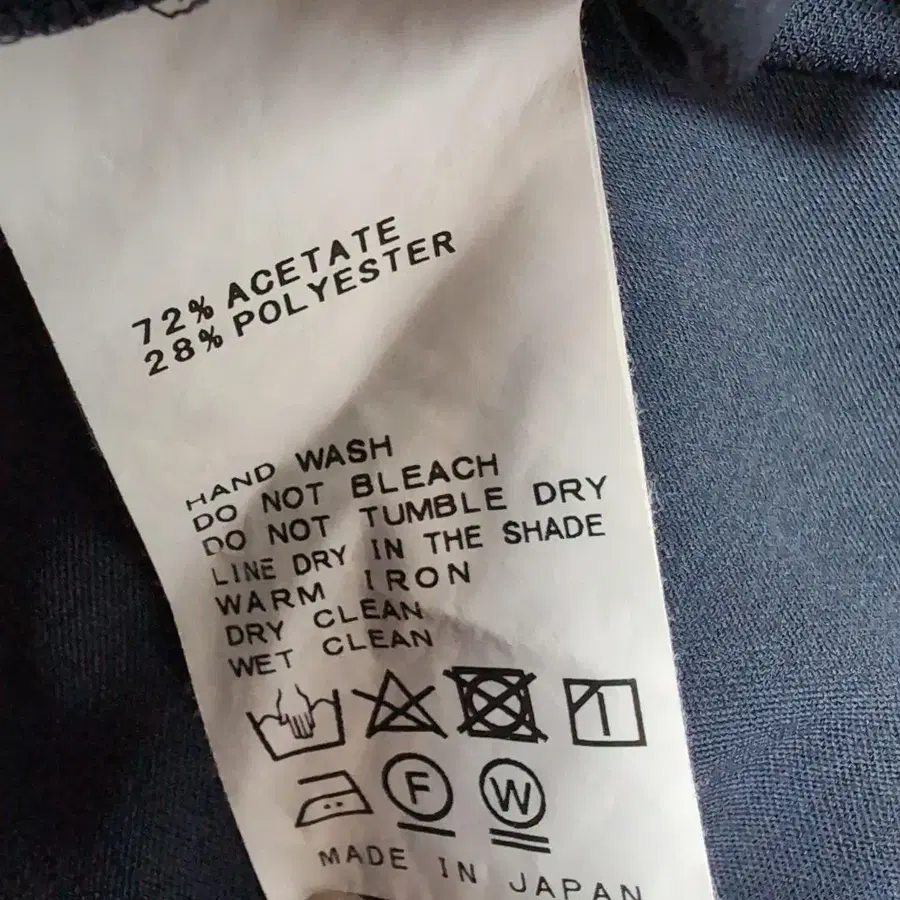 72% ACETATE
28% POLYESTER
HAND WASH
DO NOT BLEACH
DO NOT TUMBLE DRY
LINE DRY IN THE SHADE
WARM IRON
DRY CLEAN
WET CLEAN
F W
MADE IN JAPAN